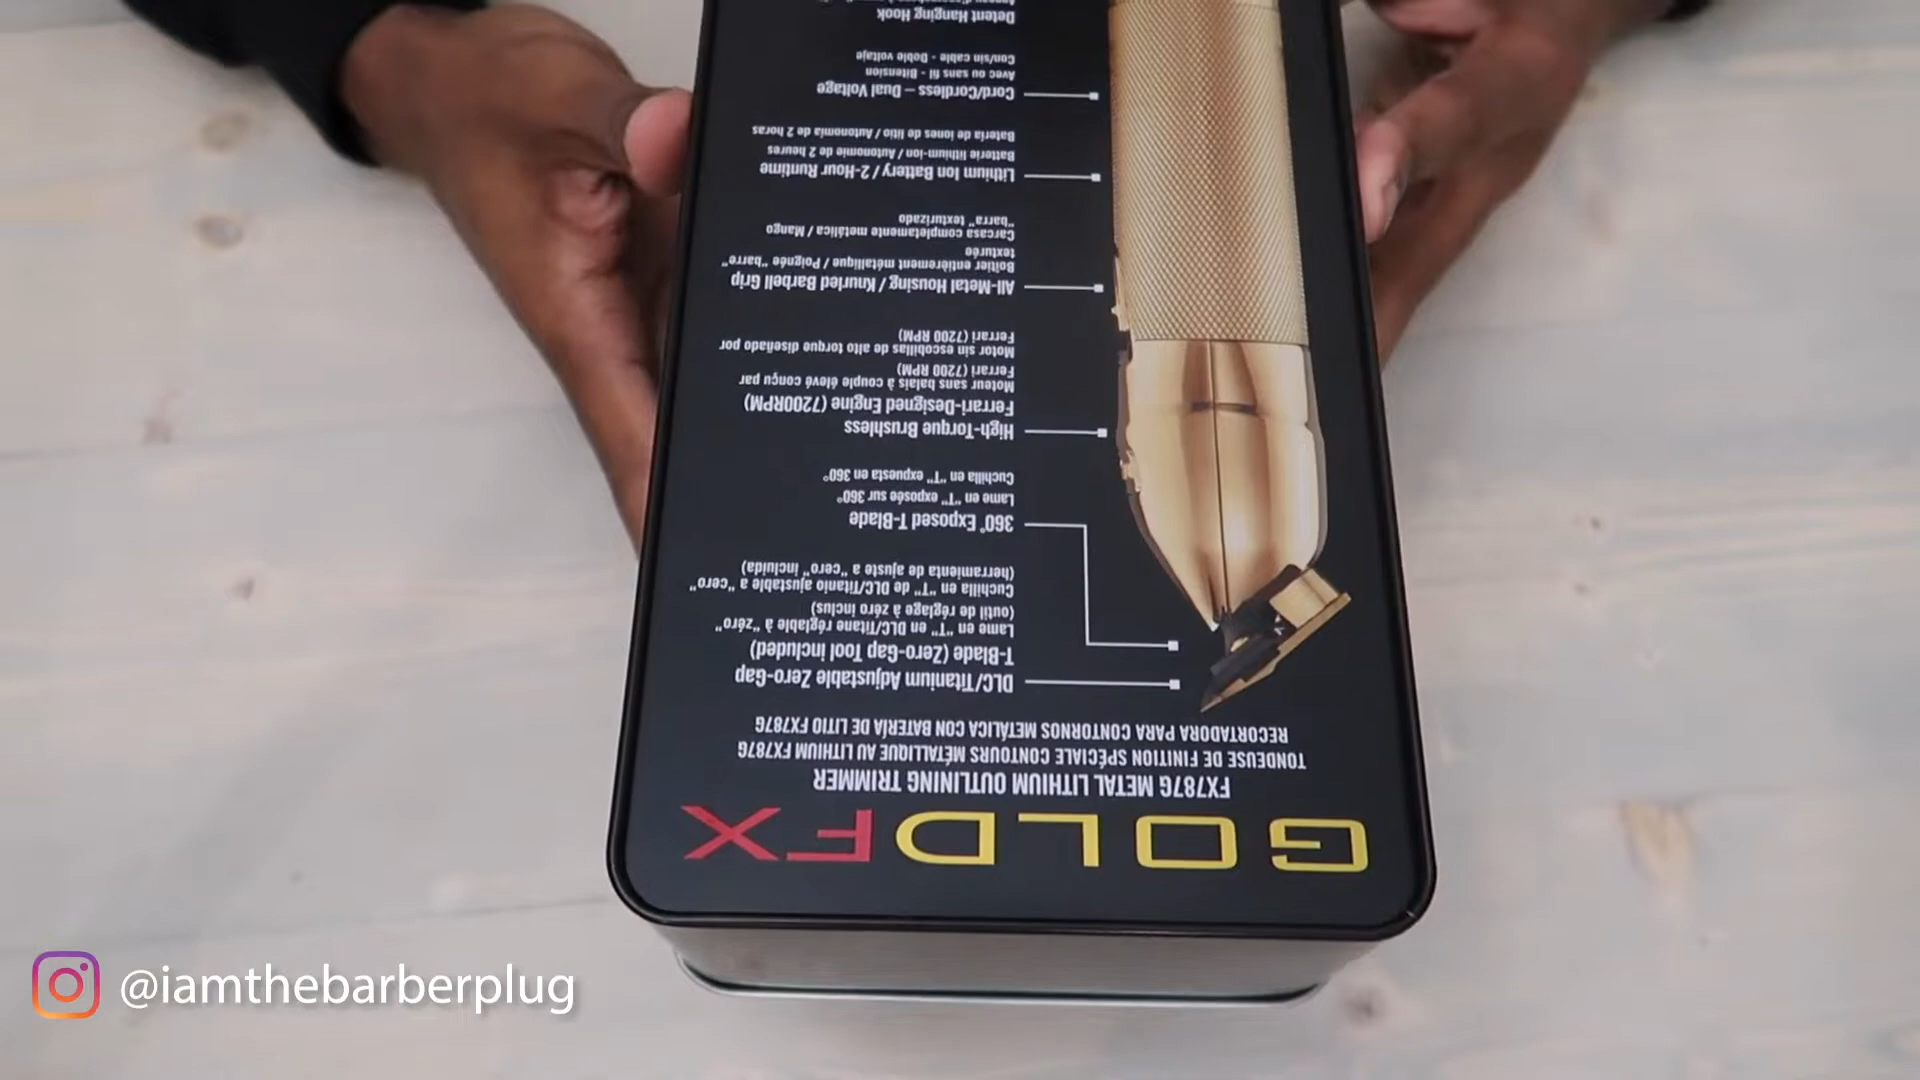 GOLDFX
FX787G METAL LITHIUM OUTLINING TRIMMER
TONDEUSE DE FINITION SPÉCIALE CONTOURS MÉTALLIQUE AU LITHIUM FX787G
RECORTADORA PARA CONTORNOS METÁLICA CON BATERÍA DE LITIO FX787G
DLC/Titanium Adjustable Zero-Gap
T-Blade (Zero-Gap Tool Included)
Lame en "T" en DLC/Titane réglable à "zéro"
(outil de réglage à zéro inclus)
Cuchilla en "T" de DLC/Titanio ajustable a "cero"
(herramienta de ajuste a "cero" incluida)
360° Exposed T-Blade
Lame en "T" exposée sur 360°
Cuchilla en "T" expuesta en 360°
High-Torque Brushless
Ferrari-Designed Engine (7200RPM)
Moteur sans balais à couple élevé conçu par
Ferrari (7200 RPM)
Motor sin escobillas de alto torque diseñado por
Ferrari (7200 RPM)
All-Metal Housing / Knurled Barbell Grip
Boîtier entièrement métallique / Poignée "barre"
texturée
Carcasa completamente metálica / Mango
"barra" texturizado
Lithium Ion Battery / 2-Hour Runtime
Batterie lithium-ion / Autonomie de 2 heures
Batería de iones de litio / Autonomía de 2 horas
Cord/Cordless – Dual Voltage
Avec ou sans fil - Bitension
Con/sin cable - Doble voltaje
Detent Hanging Hook
@iamthebarberplug